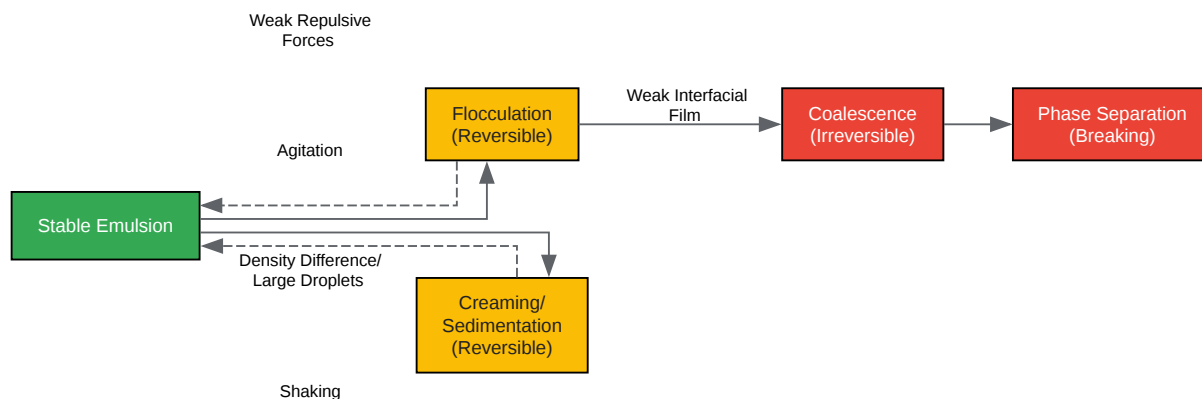 Weak Repulsive
Forces
Flocculation
(Reversible)
Weak Interfacial
Film
Coalescence
(Irreversible)
Phase Separation
(Breaking)
Agitation
Stable Emulsion
Density Difference/
Large Droplets
Creaming/
Sedimentation
(Reversible)
Shaking